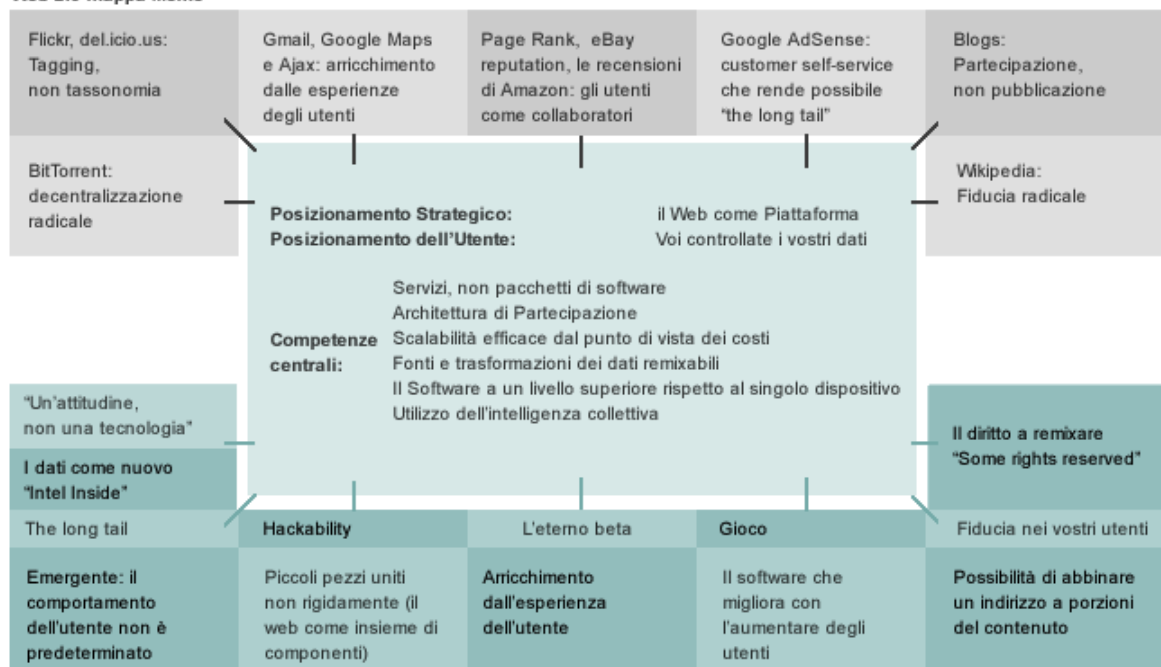 Flickr, del.icio.us:
Tagging,
non tassonomia
Gmail, Google Maps
e Ajax: arricchimento
dalle esperienze
degli utenti
Page Rank, eBay
reputation, le recensioni
di Amazon: gli utenti
come collaboratori
Google AdSense:
customer self-service
che rende possibile
“the long tail”
Blogs:
Partecipazione,
non pubblicazione
BitTorrent:
decentralizzazione
radicale
Wikipedia:
Fiducia radicale
Posizionamento Strategico: il Web come Piattaforma
Posizionamento dell'Utente: Voi controllate i vostri dati
Competenze
centrali:
Servizi, non pacchetti di software
Architettura di Partecipazione
Scalabilità efficace dal punto di vista dei costi
Fonti e trasformazioni dei dati remixabili
Il Software a un livello superiore rispetto al singolo dispositivo
Utilizzo dell'intelligenza collettiva
“Un'attitudine,
non una tecnologia”
I dati come nuovo
“Intel Inside”
Il diritto a remixare
“Some rights reserved”
The long tail
Hackability
L'eterno beta
Gioco
Fiducia nei vostri utenti
Emergente: il
comportamento
dell'utente non è
predeterminato
Piccoli pezzi uniti
non rigidamente (il
web come insieme di
componenti)
Arricchimento
dall'esperienza
dell'utente
Il software che
migliora con
l'aumentare degli
utenti
Possibilità di abbinare
un indirizzo a porzioni
del contenuto